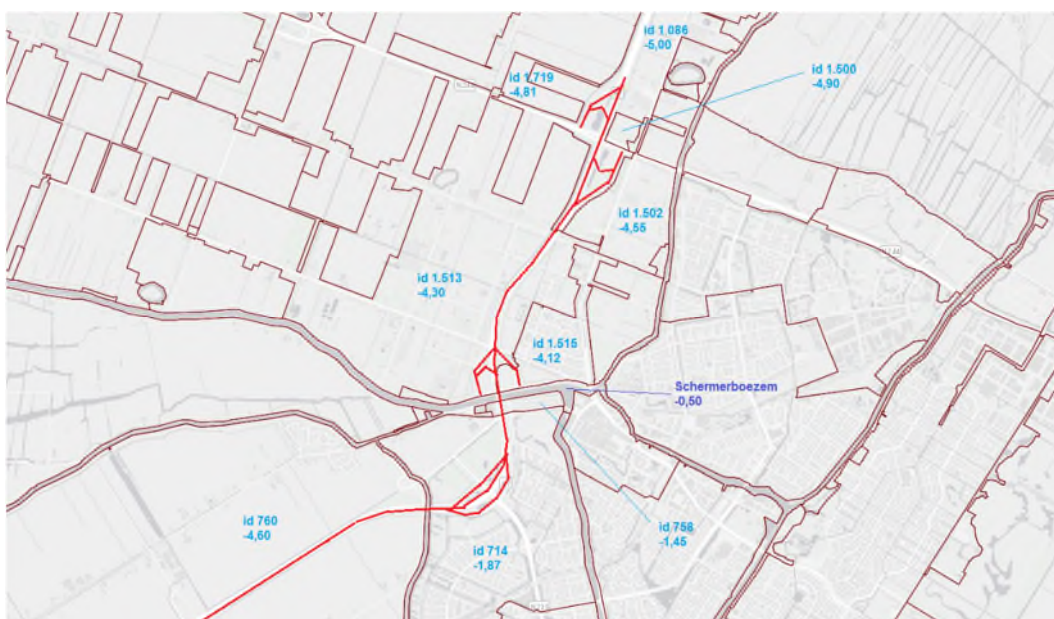 id 1.086
-5,00
id 1.500
-4,90
id 1.719
-4,81
id 1.502
-4,55
id 1.513
-4,30
id 1.515
-4,12
Schermerboezem
-0,50
id 760
-4,60
id 758
-1,45
id 714
-1,87